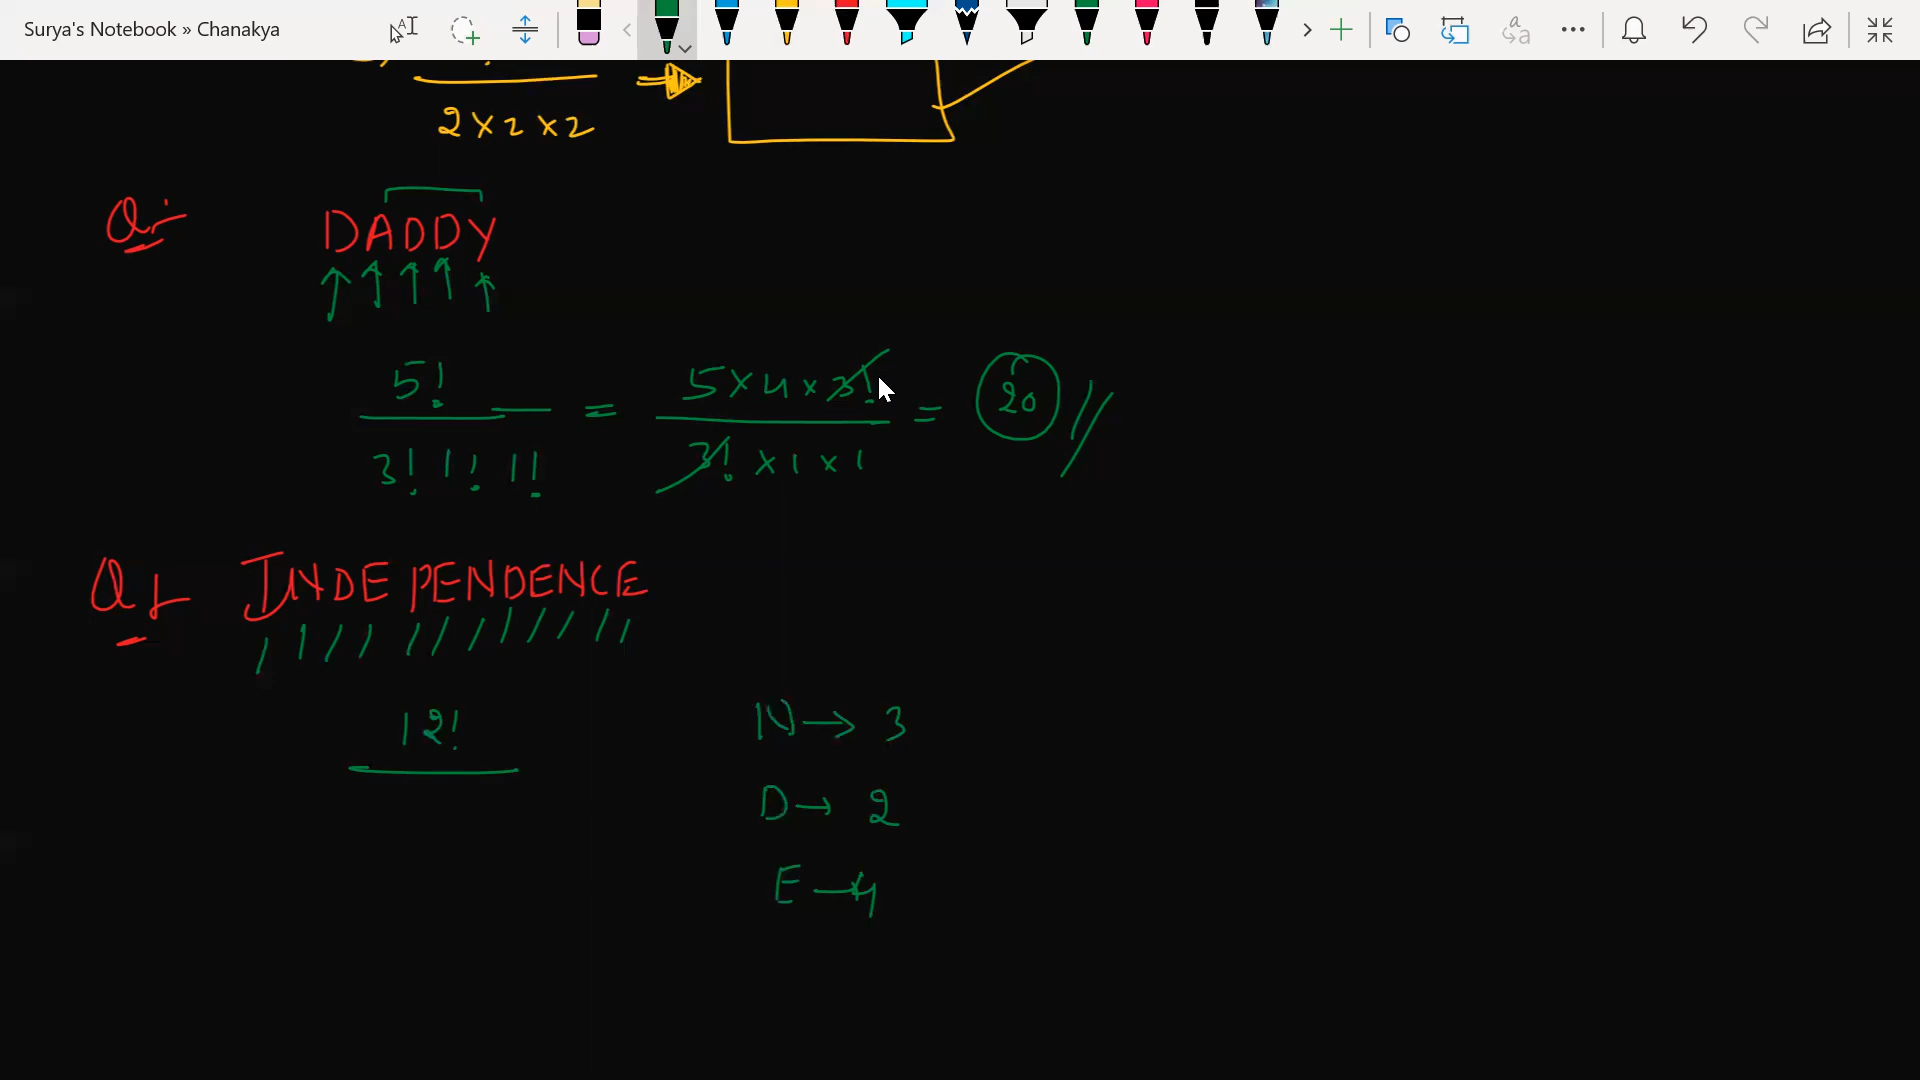 Surya's Notebook » Chanakya
2 x 2 x 2
Q:- DADDY
5! / 3! 1! 1! = 5 x 4 x 3! / 3! x 1 x 1 = 20 //
Q:- INDEPENDENCE
12!
N → 3
D → 2
E → 4